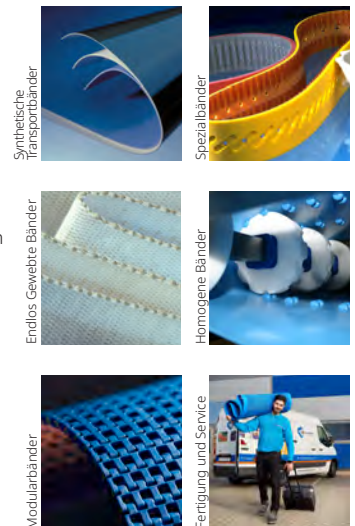 Synthetische
Transportbänder
Spezialbänder
Endlos Gewebte Bänder
Homogene Bänder
Modularbänder
Fertigung und Service